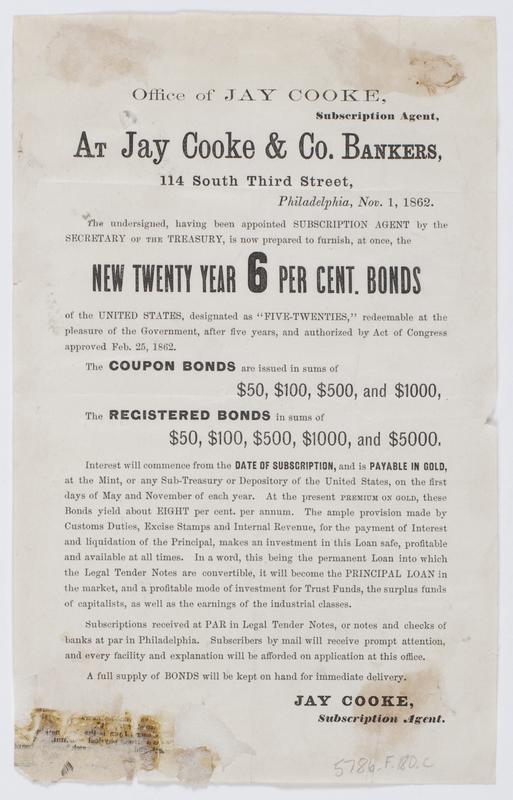 Office of JAY COOKE,
Subscription Agent,
AT Jay Cooke & Co. BANKERS,
114 South Third Street,
Philadelphia, Nov. 1, 1862.
The undersigned, having been appointed SUBSCRIPTION AGENT by the
SECRETARY OF THE TREASURY, is now prepared to furnish, at once, the
NEW TWENTY YEAR 6 PER CENT. BONDS
of the UNITED STATES, designated as "FIVE-TWENTIES," redeemable at the
pleasure of the Government, after five years, and authorized by Act of Congress
approved Feb. 25, 1862.
The COUPON BONDS are issued in sums of
$50, $100, $500, and $1000,
The REGISTERED BONDS in sums of
$50, $100, $500, $1000, and $5000.
Interest will commence from the DATE OF SUBSCRIPTION, and is PAYABLE IN GOLD,
at the Mint, or any Sub-Treasury or Depository of the United States, on the first
days of May and November of each year. At the present PREMIUM ON GOLD, these
Bonds yield about EIGHT per cent. per annum. The ample provision made by
Customs Duties, Excise Stamps and Internal Revenue, for the payment of Interest
and liquidation of the Principal, makes an investment in this Loan safe, profitable
and available at all times. In a word, this being the permanent Loan into which
the Legal Tender Notes are convertible, it will become the PRINCIPAL LOAN in
the market, and a profitable mode of investment for Trust Funds, the surplus funds
of capitalists, as well as the earnings of the industrial classes.
Subscriptions received at PAR in Legal Tender Notes, or notes and checks of
banks at par in Philadelphia. Subscribers by mail will receive prompt attention,
and every facility and explanation will be afforded on application at this office.
A full supply of BONDS will be kept on hand for immediate delivery.
JAY COOKE,
Subscription Agent.
5786.F.80.c